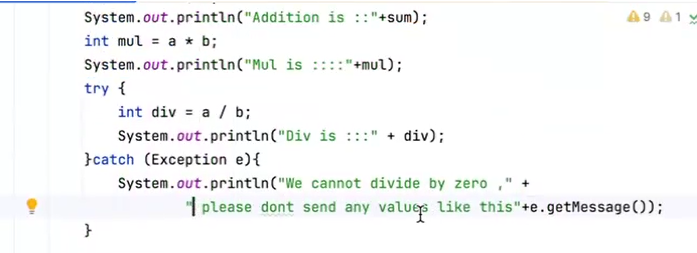 System.out.println("Addition is ::"+sum);
9 1
int mul = a * b;
System.out.println("Mul is ::::"+mul);
try {
int div = a / b;
System.out.println("Div is :::" + div);
}catch (Exception e){
System.out.println("We cannot divide by zero ," +
" please dont send any values like this"+e.getMessage());
}